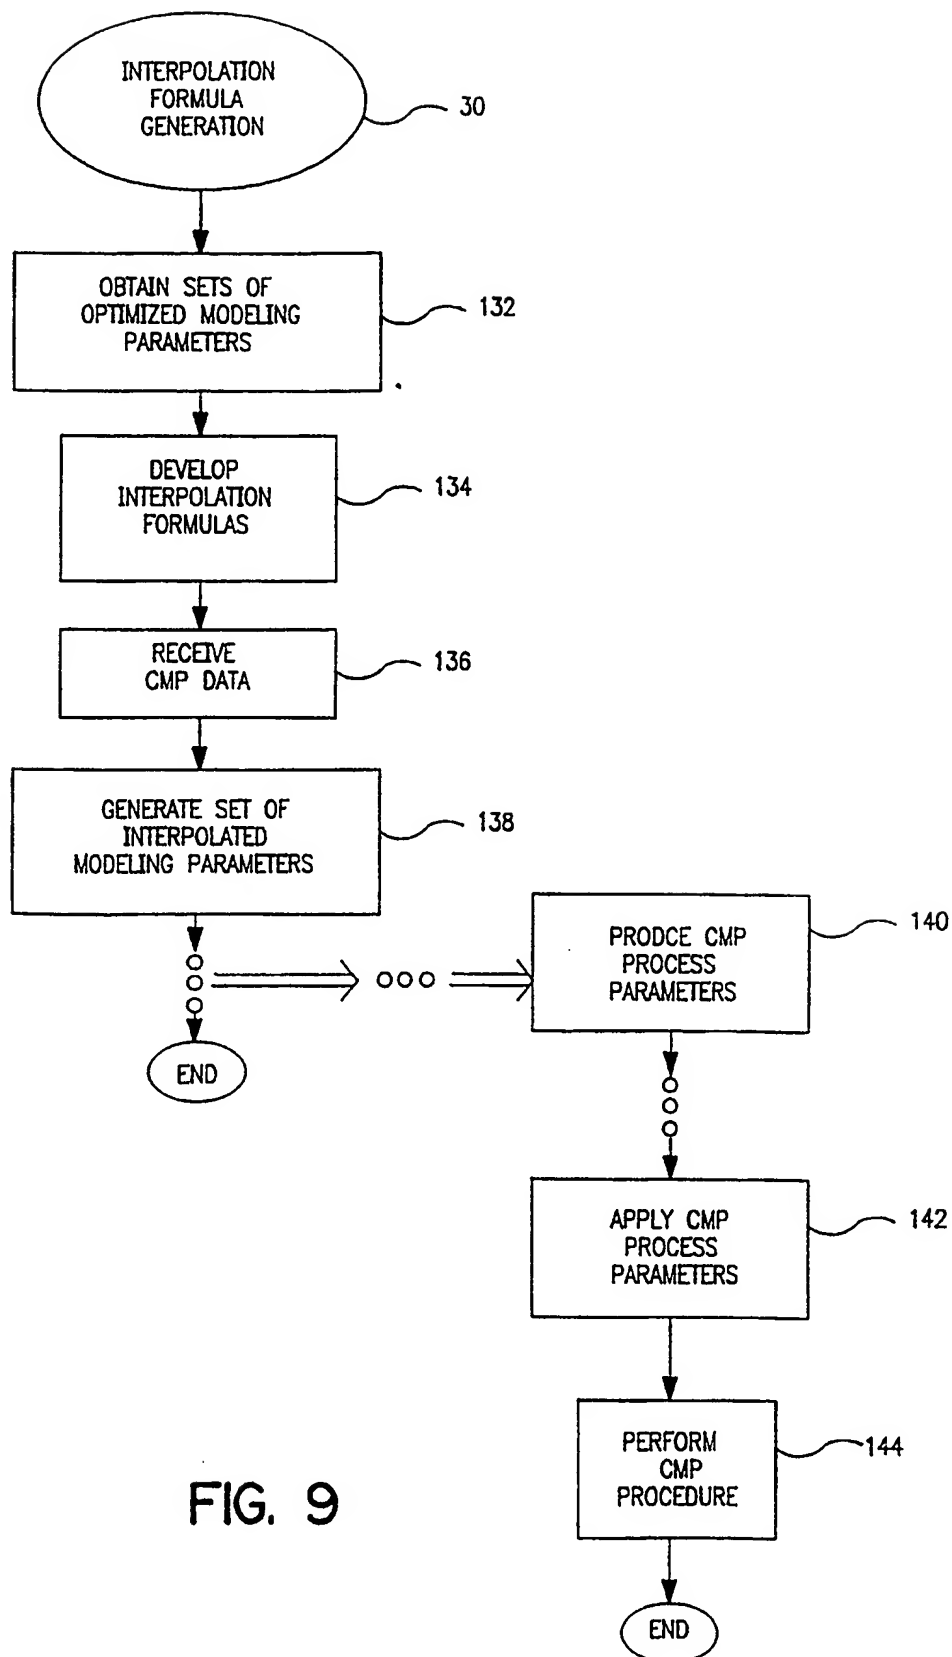 INTERPOLATION
FORMULA
GENERATION
30
OBTAIN SETS OF
OPTIMIZED MODELING
PARAMETERS
132
DEVELOP
INTERPOLATION
FORMULAS
134
RECEIVE
CMP DATA
136
GENERATE SET OF
INTERPOLATED
MODELING PARAMETERS
138
END
PRODCE CMP
PROCESS
PARAMETERS
140
APPLY CMP
PROCESS
PARAMETERS
142
PERFORM
CMP
PROCEDURE
144
END
FIG. 9